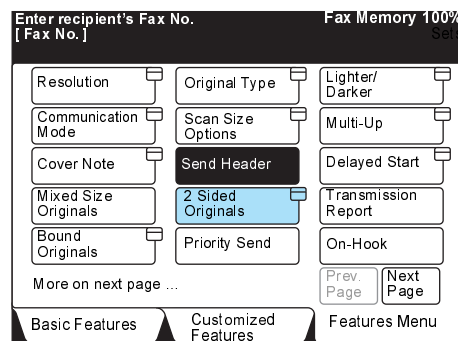 Enter recipient's Fax No.
Fax Memory 100%
[ Fax No. ]
Sets
Resolution
Original Type
Lighter/
Darker
Communication
Mode
Scan Size
Options
Multi-Up
Cover Note
Send Header
Delayed Start
Mixed Size
Originals
2 Sided
Originals
Transmission
Report
Bound
Originals
Priority Send
On-Hook
More on next page ...
Prev.
Page
Next
Page
Basic Features
Customized
Features
Features Menu